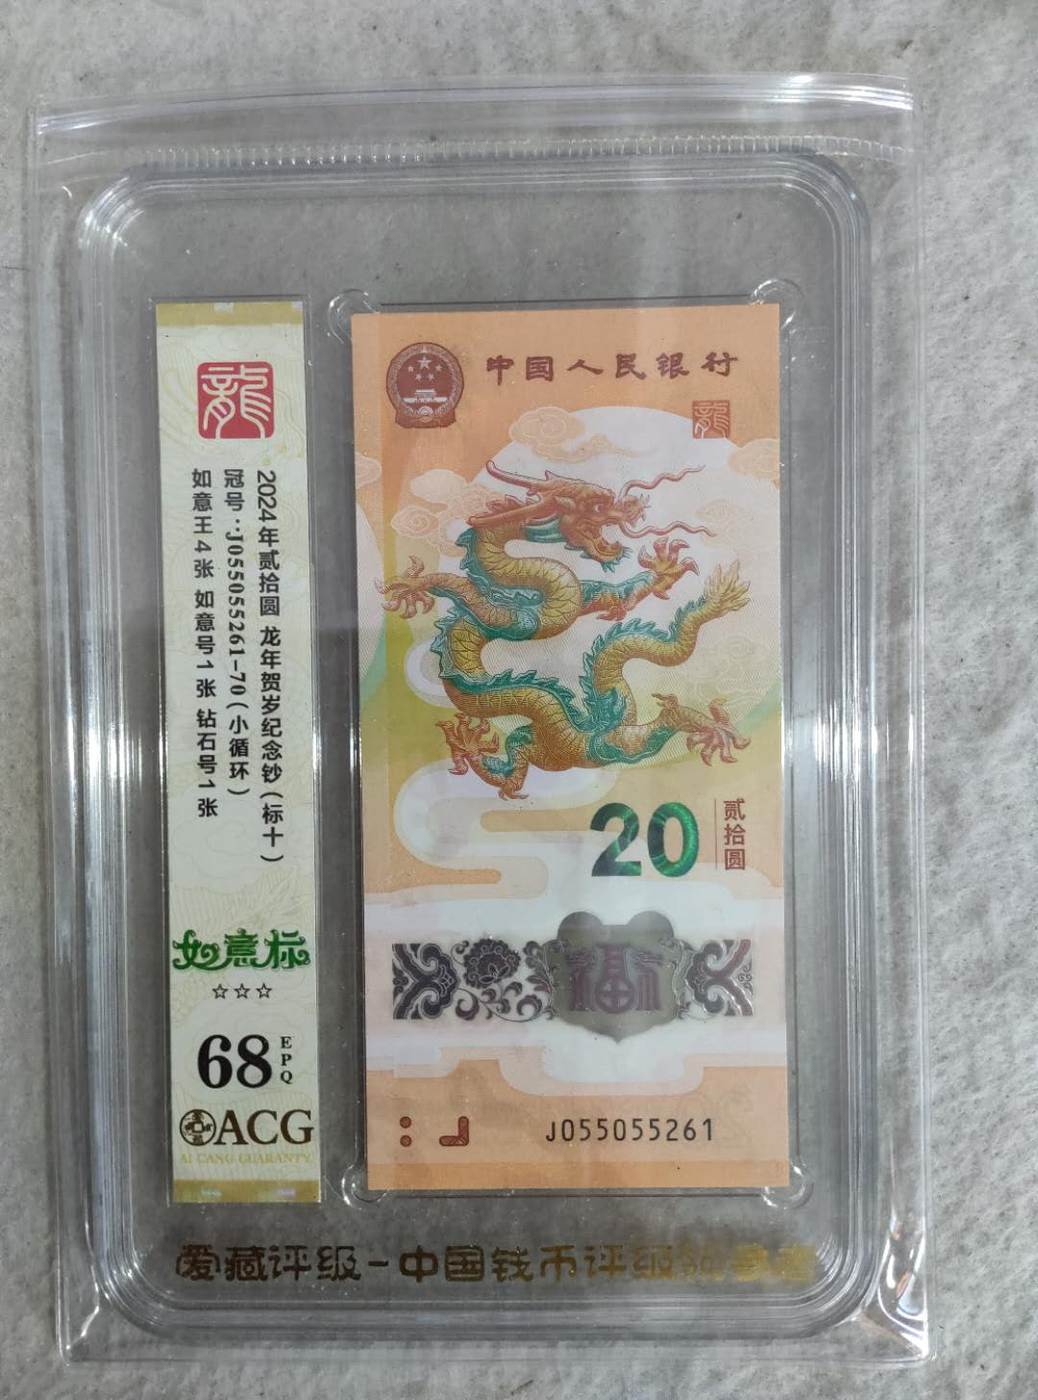 龍
2024年贰拾圆 龙年贺岁纪念钞(标十)
冠号:J055055261-70(小循环)
如意王4张 如意号1张 钻石号1张
如意标
☆☆☆
68 EPQ
ACG
AI CANG GUARANTY
中国人民银行
龍
20 贰拾圆
福
J055055261
爱藏评级-中国钱币评级